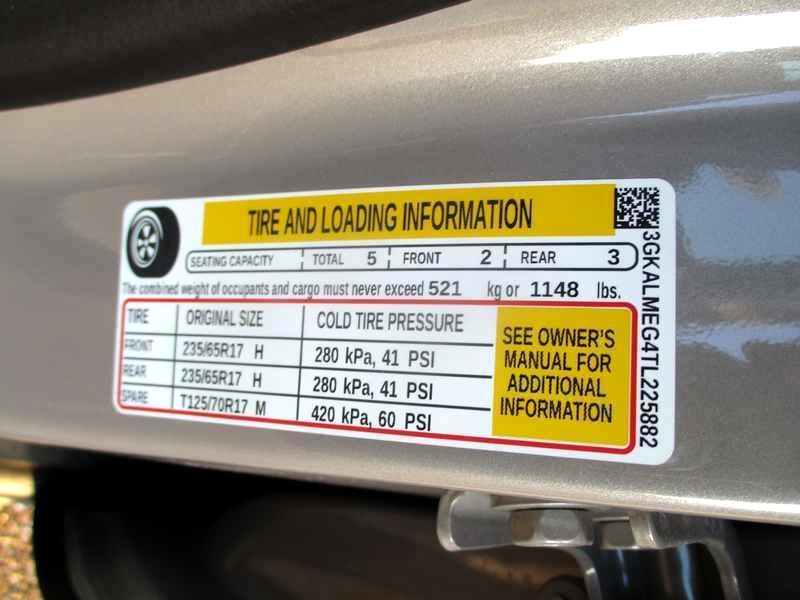 TIRE AND LOADING INFORMATION
SEATING CAPACITY TOTAL 5 FRONT 2 REAR 3
The combined weight of occupants and cargo must never exceed 521 kg or 1148 lbs.
TIRE ORIGINAL SIZE COLD TIRE PRESSURE
FRONT 235/65R17 H 280 kPa, 41 PSI
REAR 235/65R17 H 280 kPa, 41 PSI
SPARE T125/70R17 M 420 kPa, 60 PSI
SEE OWNER'S
MANUAL FOR
ADDITIONAL
INFORMATION
3GKALMEG4TL225882